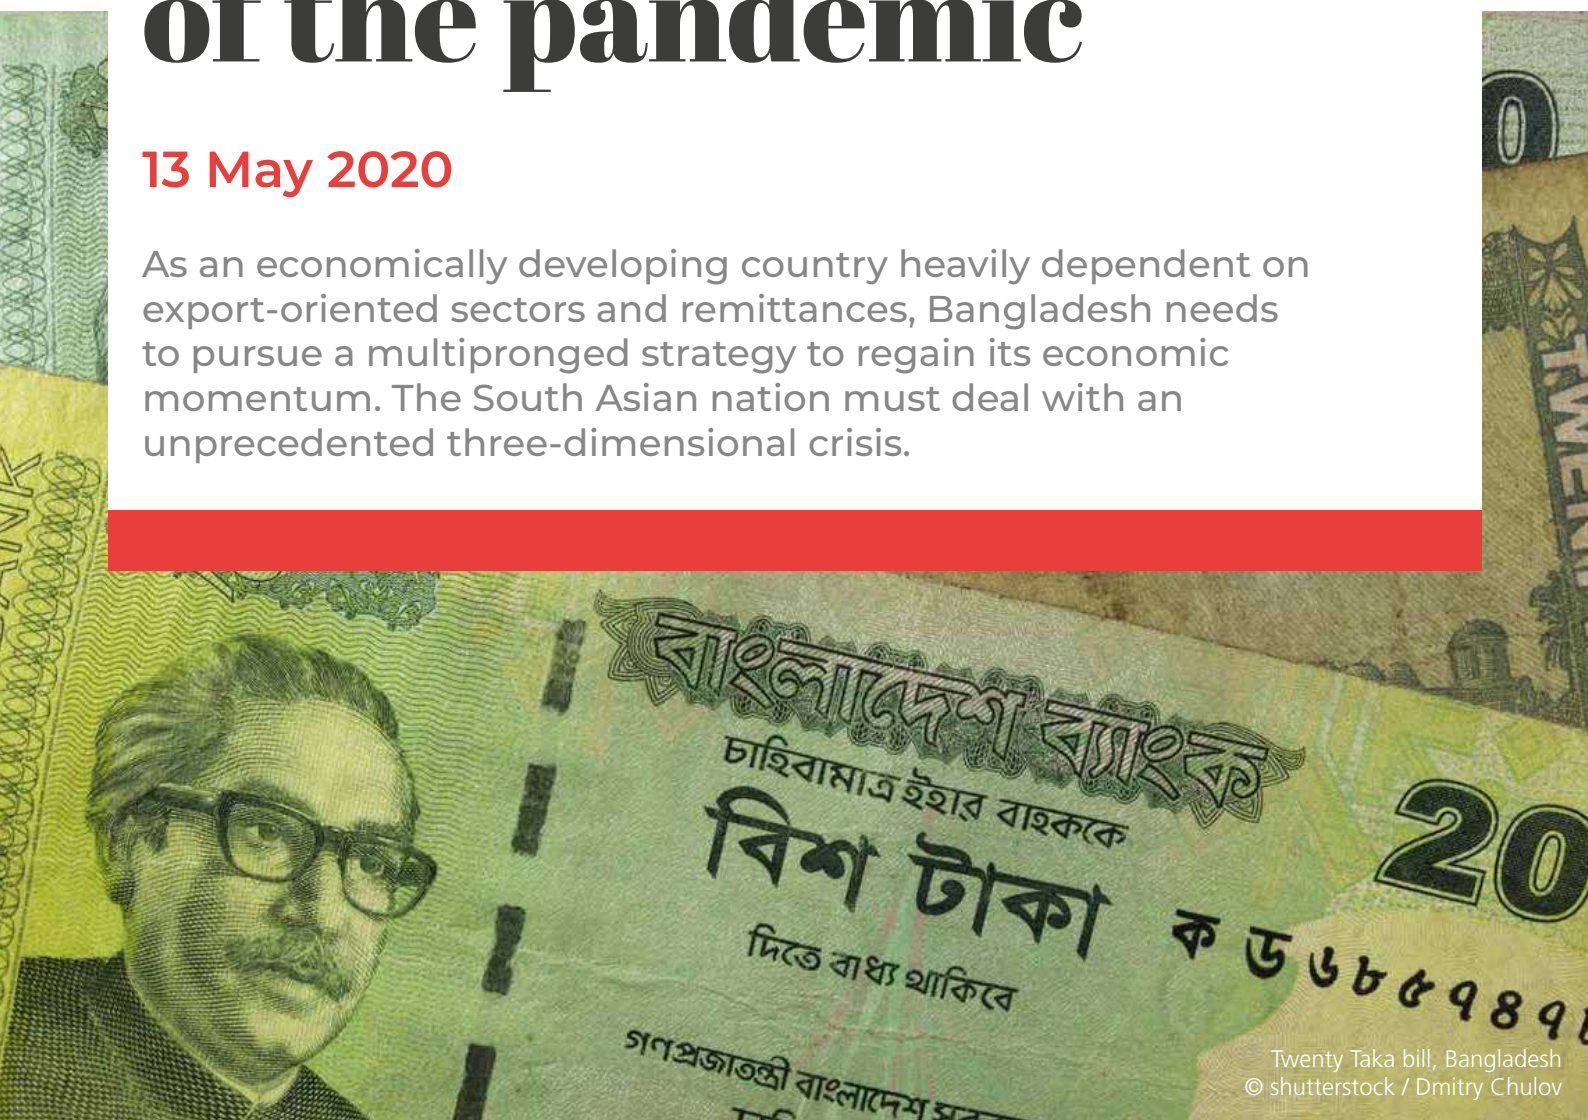 of the pandemic
13 May 2020
As an economically developing country heavily dependent on
export-oriented sectors and remittances, Bangladesh needs
to pursue a multipronged strategy to regain its economic
momentum. The South Asian nation must deal with an
unprecedented three-dimensional crisis.
TWENTY
বাংলাদেশ ব্যাংক
চাহিবামাত্র ইহার বাহককে
বিশ টাকা
20
দিতে বাধ্য থাকিবে
ক ড ৬৮৫৭৪৭
গণপ্রজাতন্ত্রী বাংলাদেশ
Twenty Taka bill, Bangladesh
© shutterstock / Dmitry Chulov